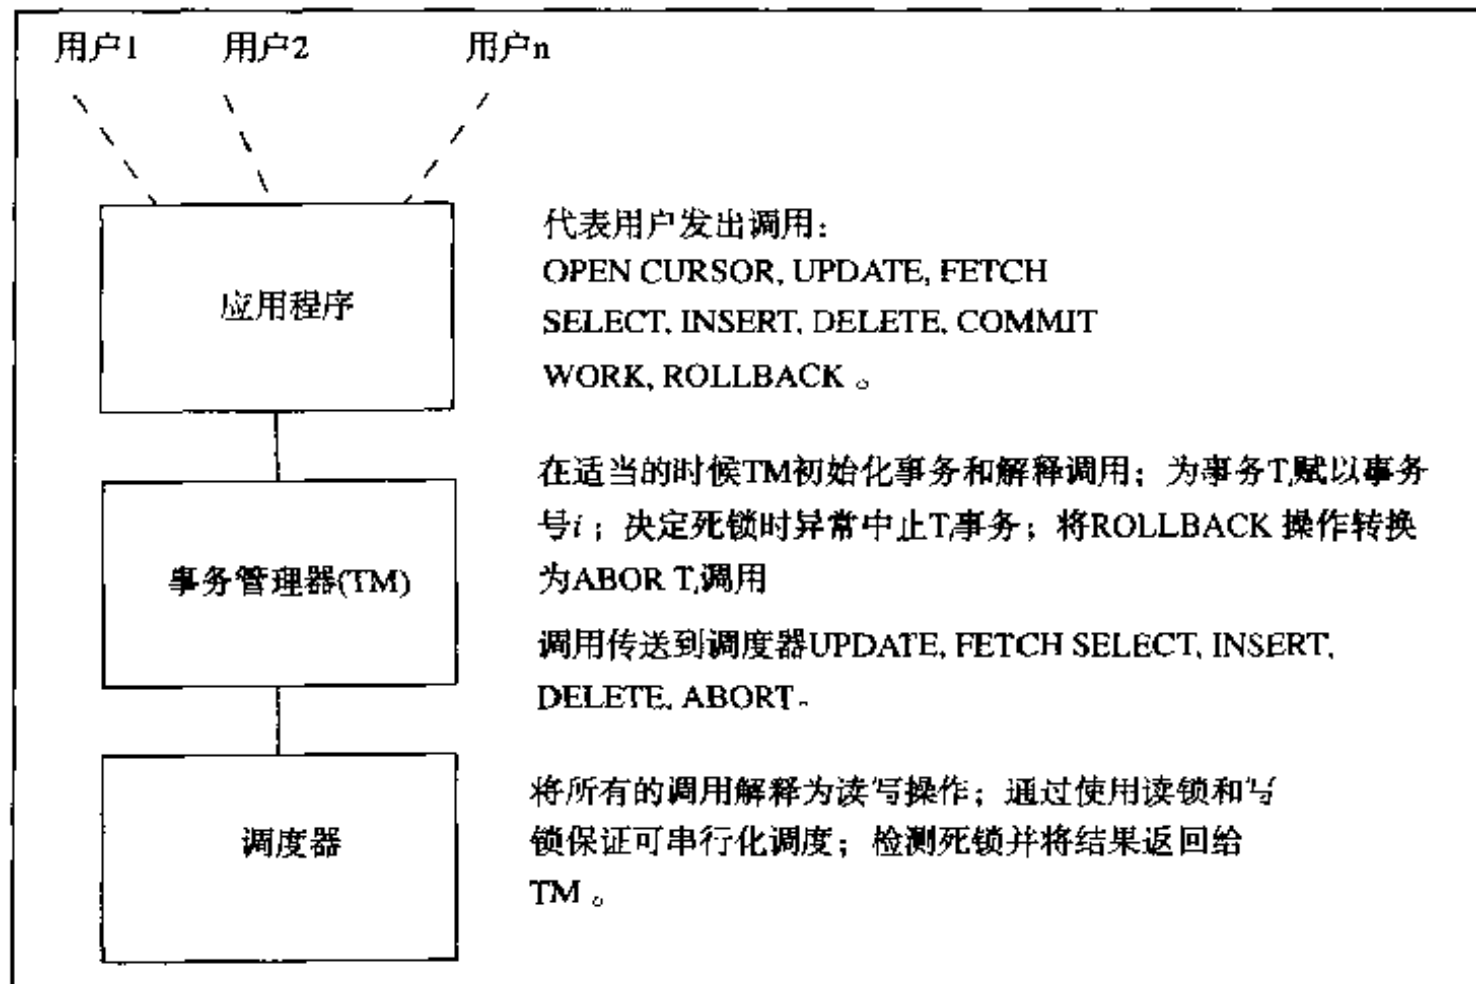 用户1 用户2 用户n
代表用户发出调用:
OPEN CURSOR, UPDATE, FETCH
应用程序
SELECT, INSERT, DELETE, COMMIT
WORK, ROLLBACK 。
在适当的时候TM初始化事务和解释调用；为事务T,赋以事务
号i；决定死锁时异常中止T,事务；将ROLLBACK 操作转换
事务管理器(TM)
为ABOR T,调用
调用传送到调度器UPDATE, FETCH SELECT, INSERT,
DELETE, ABORT。
将所有的调用解释为读写操作；通过使用读锁和写
调度器
锁保证可串行化调度；检测死锁并将结果返回给
TM 。